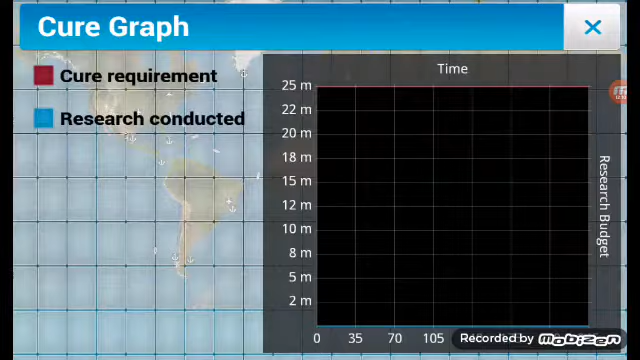 Cure Graph
Cure requirement
Research conducted
Time
25 m
22 m
20 m
18 m
15 m
12 m
10 m
8 m
5 m
2 m
0 35 70 105
Research Budget
Recorded by mobizen